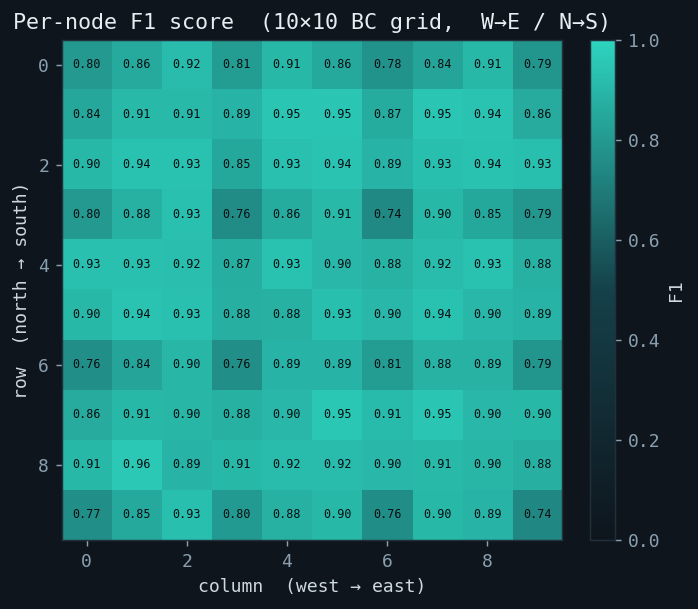 Per-node F1 score  (10×10 BC grid,  W→E / N→S)
0 0.80 0.86 0.92 0.81 0.91 0.86 0.78 0.84 0.91 0.79
0.84 0.91 0.91 0.89 0.95 0.95 0.87 0.95 0.94 0.86
2 0.90 0.94 0.93 0.85 0.93 0.94 0.89 0.93 0.94 0.93
0.80 0.88 0.93 0.76 0.86 0.91 0.74 0.90 0.85 0.79
4 0.93 0.93 0.92 0.87 0.93 0.90 0.88 0.92 0.93 0.88
0.90 0.94 0.93 0.88 0.88 0.93 0.90 0.94 0.90 0.89
6 0.76 0.84 0.90 0.76 0.89 0.89 0.81 0.88 0.89 0.79
0.86 0.91 0.90 0.88 0.90 0.95 0.91 0.95 0.90 0.90
8 0.91 0.96 0.89 0.91 0.92 0.92 0.90 0.91 0.90 0.88
0.77 0.85 0.93 0.80 0.88 0.90 0.76 0.90 0.89 0.74
0 2 4 6 8
column  (west → east)
row  (north → south)
1.0
0.8
0.6
0.4
0.2
0.0
F1